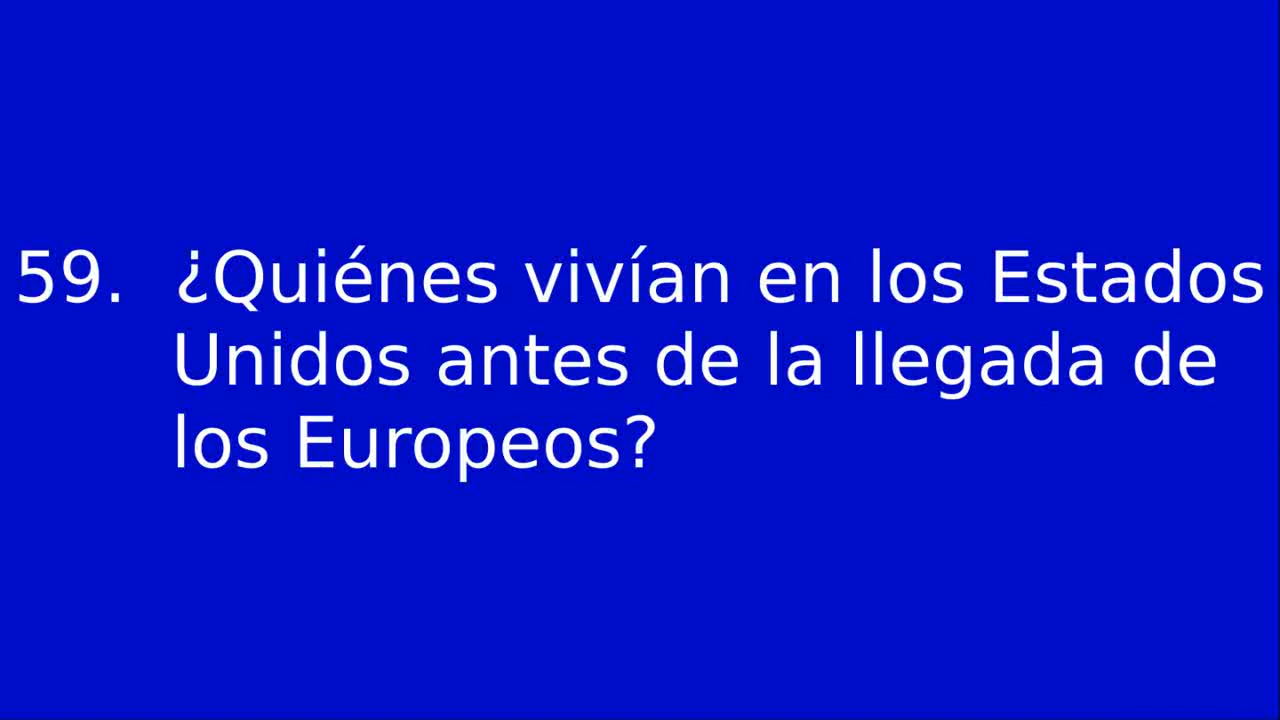 59. ¿Quiénes vivían en los Estados
Unidos antes de la llegada de
los Europeos?